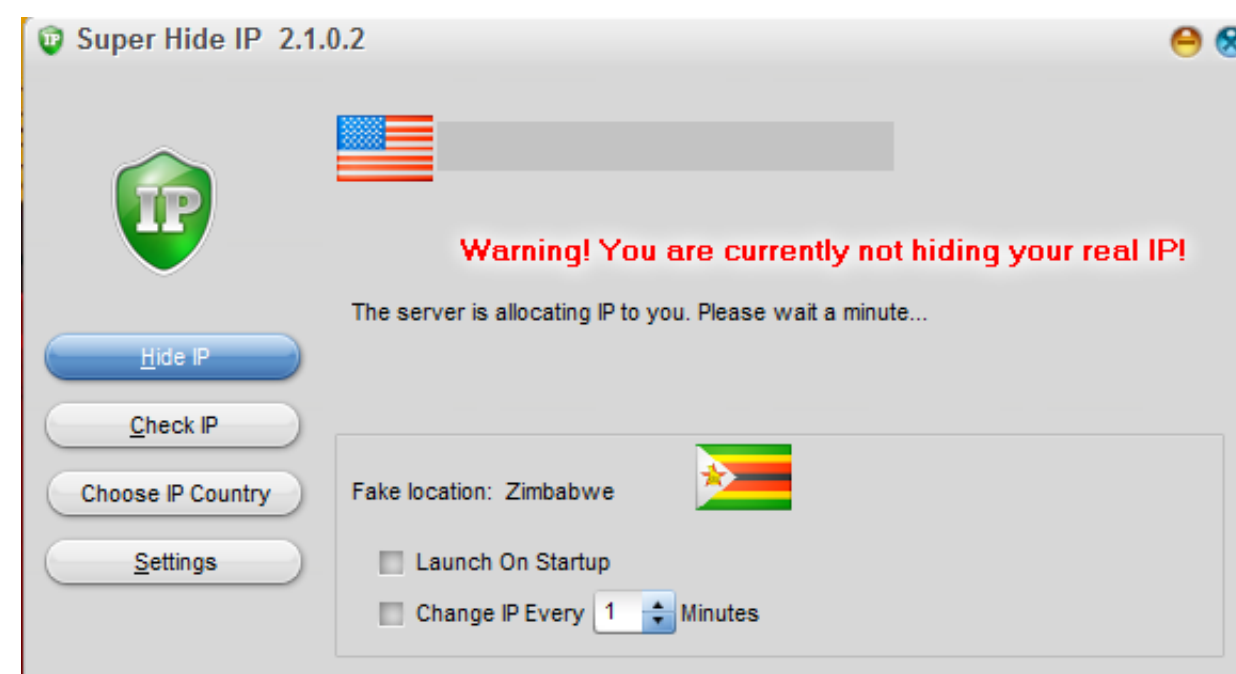 Super Hide IP 2.1.0.2
IP
Warning! You are currently not hiding your real IP!
The server is allocating IP to you. Please wait a minute...
Hide IP
Check IP
Choose IP Country
Fake location: Zimbabwe
Settings
Launch On Startup
Change IP Every 1 Minutes